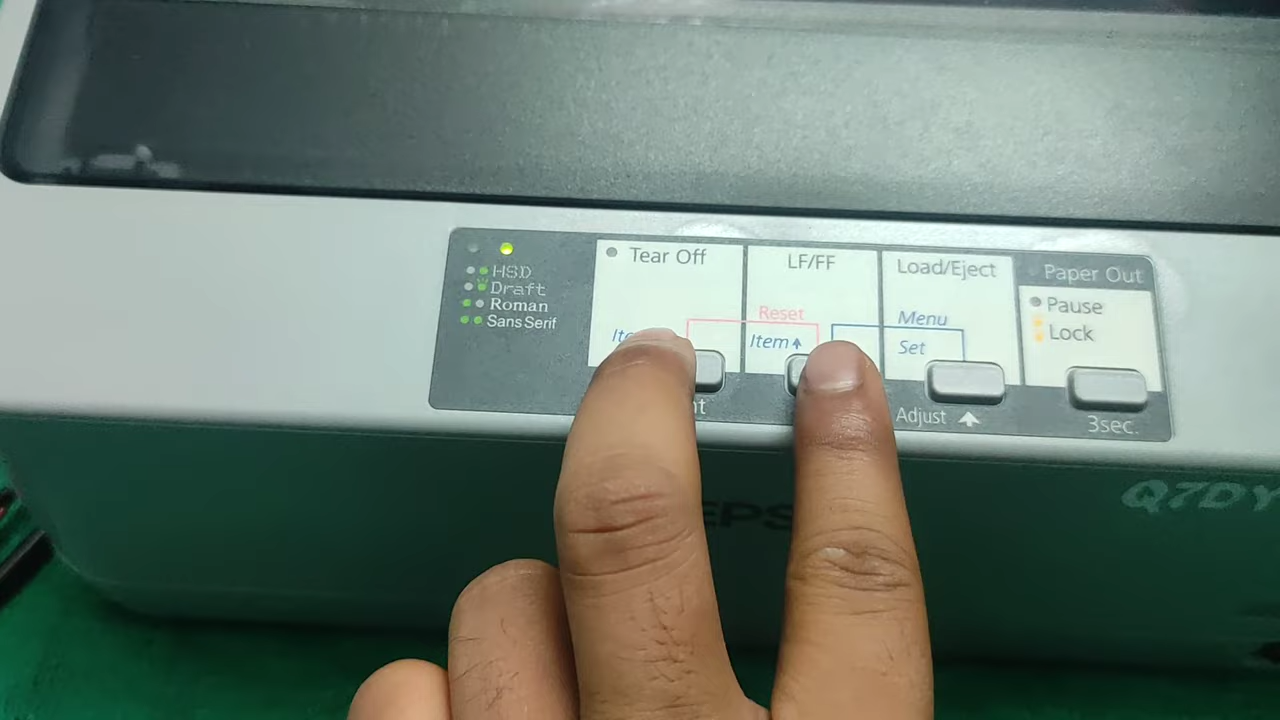 HSD
Draft
Roman
Sans Serif
Tear Off
LF/FF
Reset
Item
Load/Eject
Menu
Set
Adjust
Paper Out
Pause
Lock
3sec.